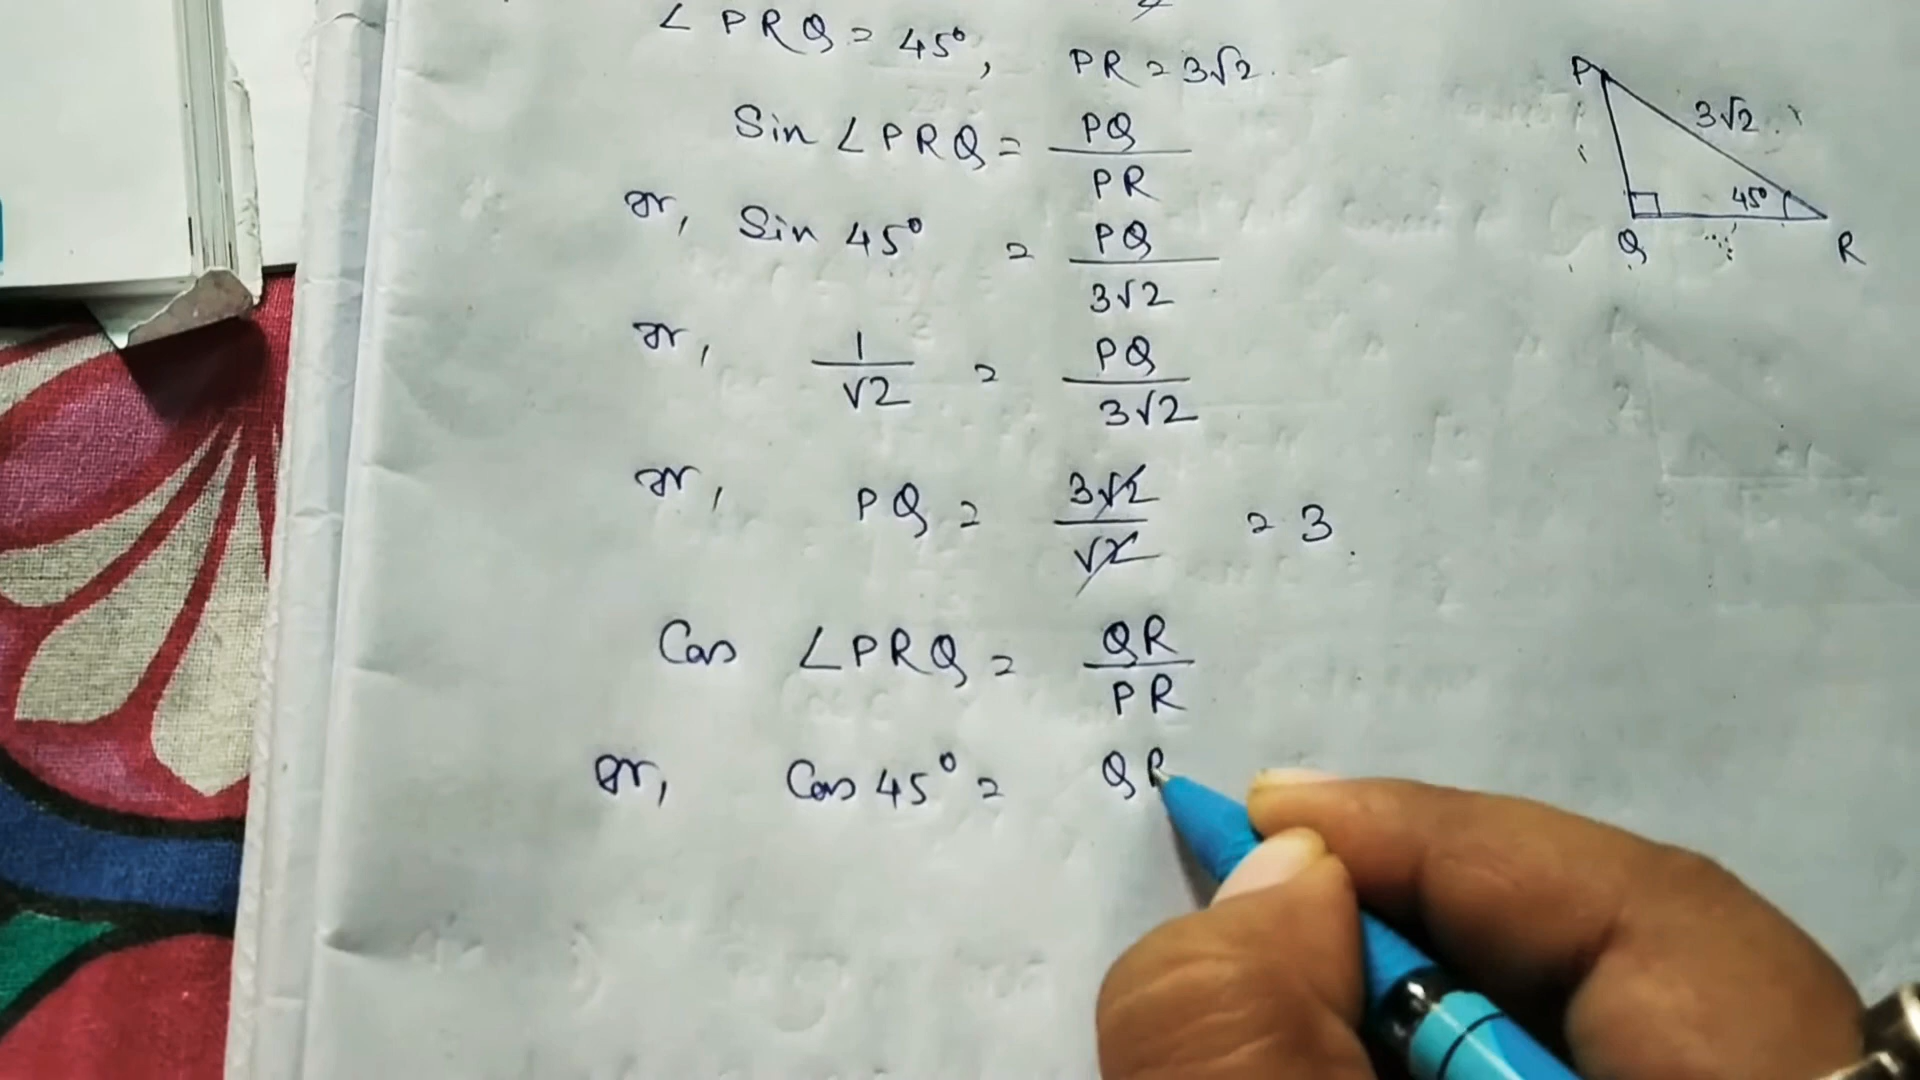 ∠PRQ = 45°, PR = 3√2.
Sin ∠PRQ = PQ/PR
or, Sin 45° = PQ/3√2
or, 1/√2 = PQ/3√2
or, PQ = 3√2/√2 = 3.
Cos ∠PRQ = QR/PR
or, Cos 45° = QR
P
3√2
45°
Q R